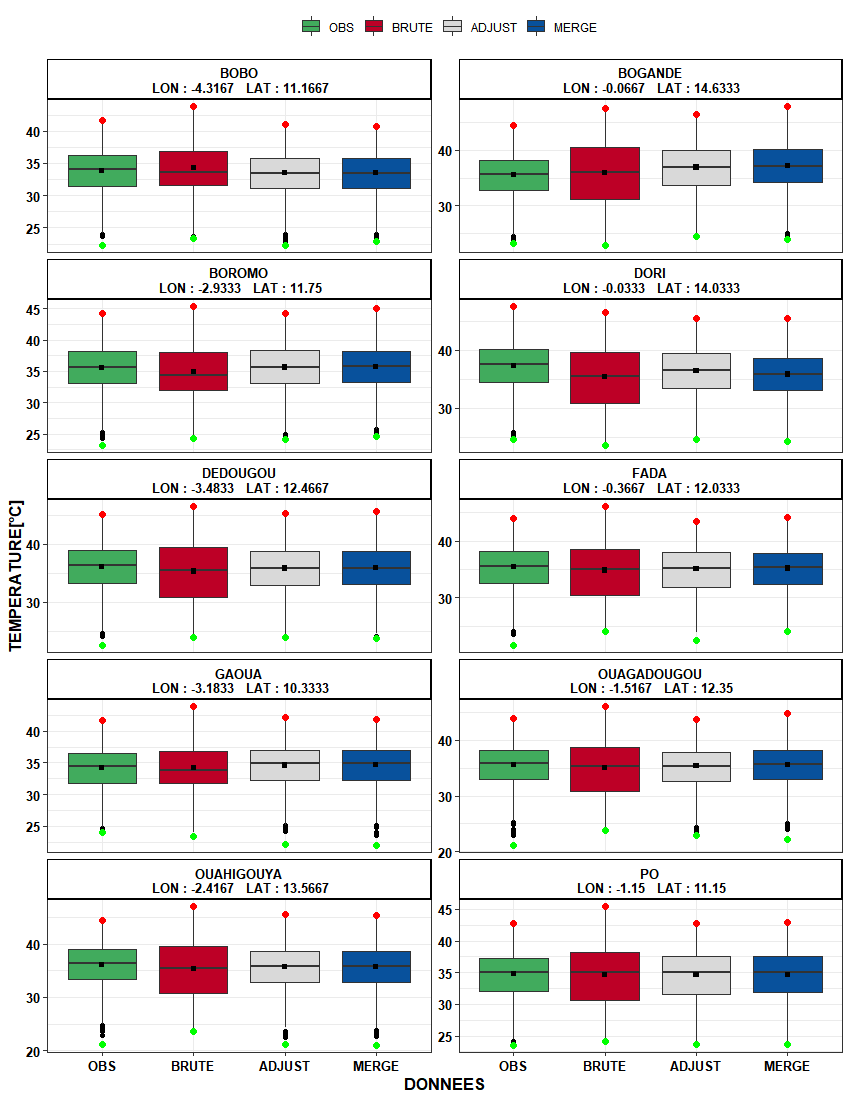 OBS BRUTE ADJUST MERGE
BOBO
LON : -4.3167 LAT : 11.1667
40
35
30
25
BOGANDE
LON : -0.0667 LAT : 14.6333
40
30
BOROMO
LON : -2.9333 LAT : 11.75
45
40
35
30
25
DORI
LON : -0.0333 LAT : 14.0333
40
30
DEDOUGOU
LON : -3.4833 LAT : 12.4667
40
30
FADA
LON : -0.3667 LAT : 12.0333
40
30
GAOUA
LON : -3.1833 LAT : 10.3333
40
35
30
25
OUAGADOUGOU
LON : -1.5167 LAT : 12.35
40
30
20
OUAHIGOUYA
LON : -2.4167 LAT : 13.5667
40
30
20
PO
LON : -1.15 LAT : 11.15
45
40
35
30
25
OBS BRUTE ADJUST MERGE
OBS BRUTE ADJUST MERGE
DONNEES
TEMPERATURE[°C]